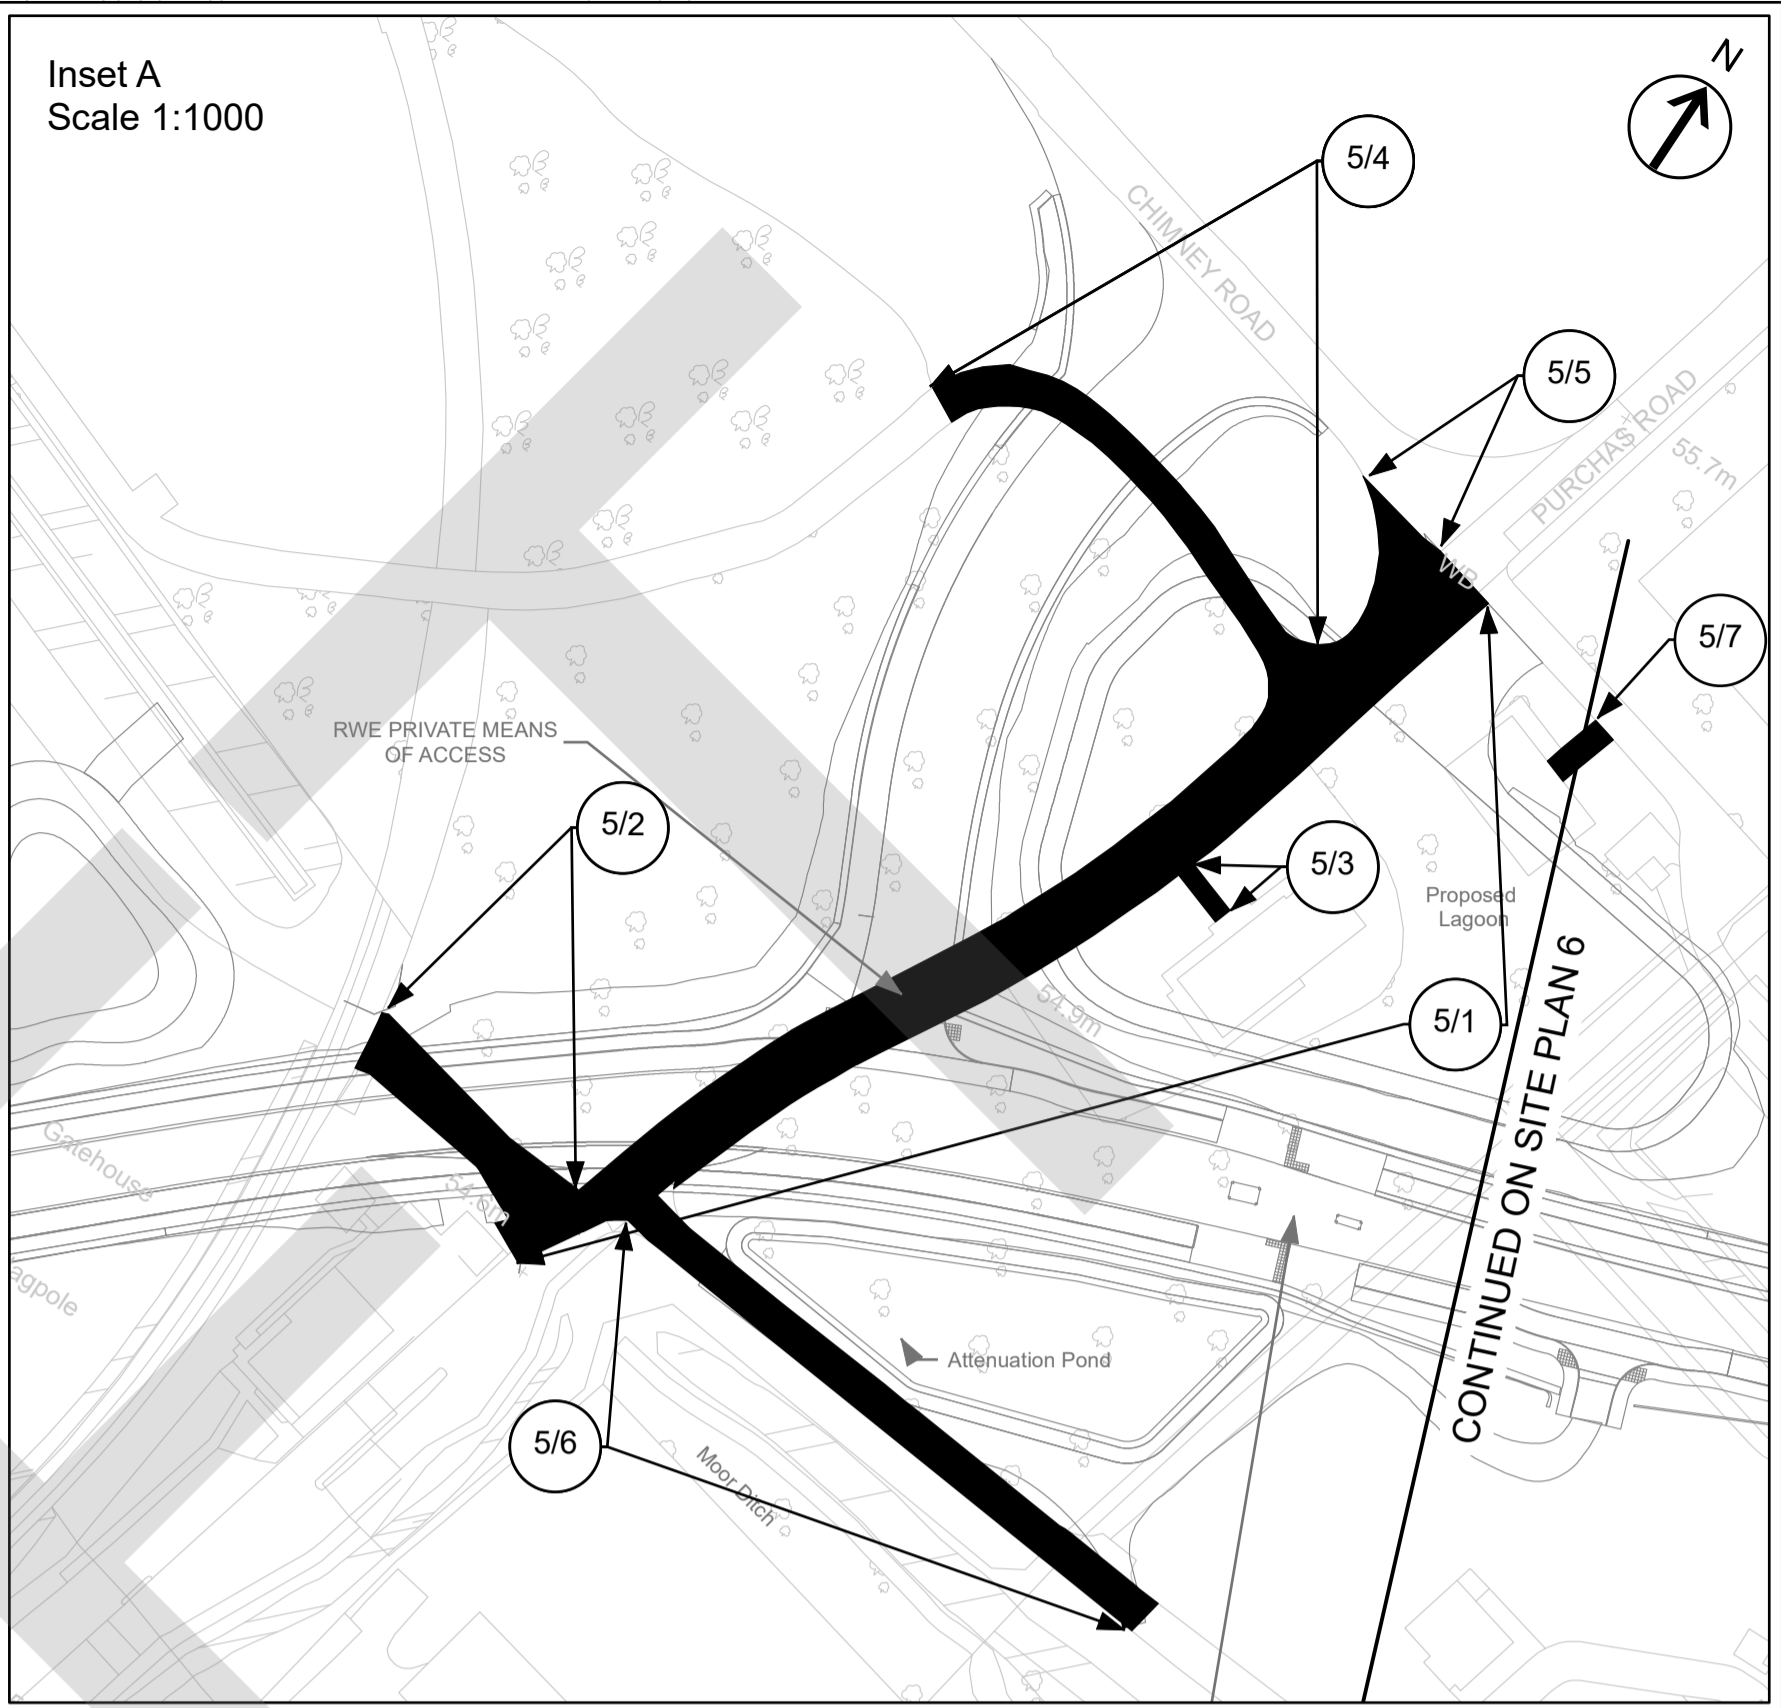 Inset A
Scale 1:1000
N
5/4
CHIMNEY ROAD
5/5
PURCHAS ROAD
55.7m
WB
5/7
RWE PRIVATE MEANS
OF ACCESS
5/2
5/3
Proposed
Lagoon
54.9m
5/1
CONTINUED ON SITE PLAN 6
Gatehouse
54.6m
agpole
Attenuation Pond
5/6
Moor Ditch